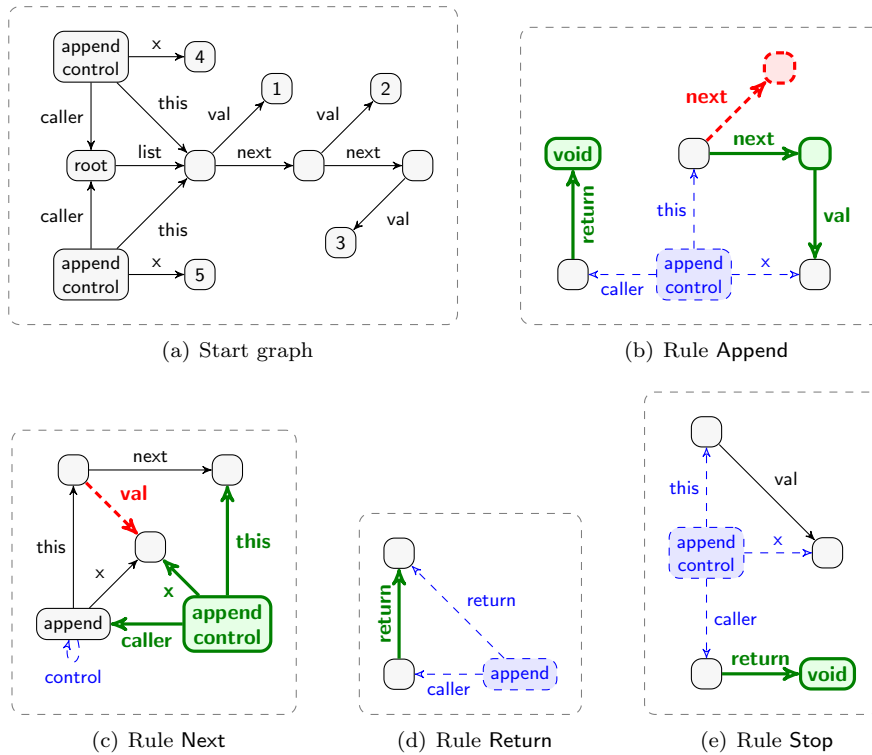 append
control
x
4
1
2
caller
this
val
val
root
list
next
next
caller
this
val
3
append
control
x
5
(a) Start graph
next
next
void
return
this
val
append
control
x
caller
(b) Rule Append
next
val
this
this
x
x
append
append
control
caller
control
(c) Rule Next
return
return
append
caller
(d) Rule Return
val
this
append
control
x
caller
return
void
(e) Rule Stop